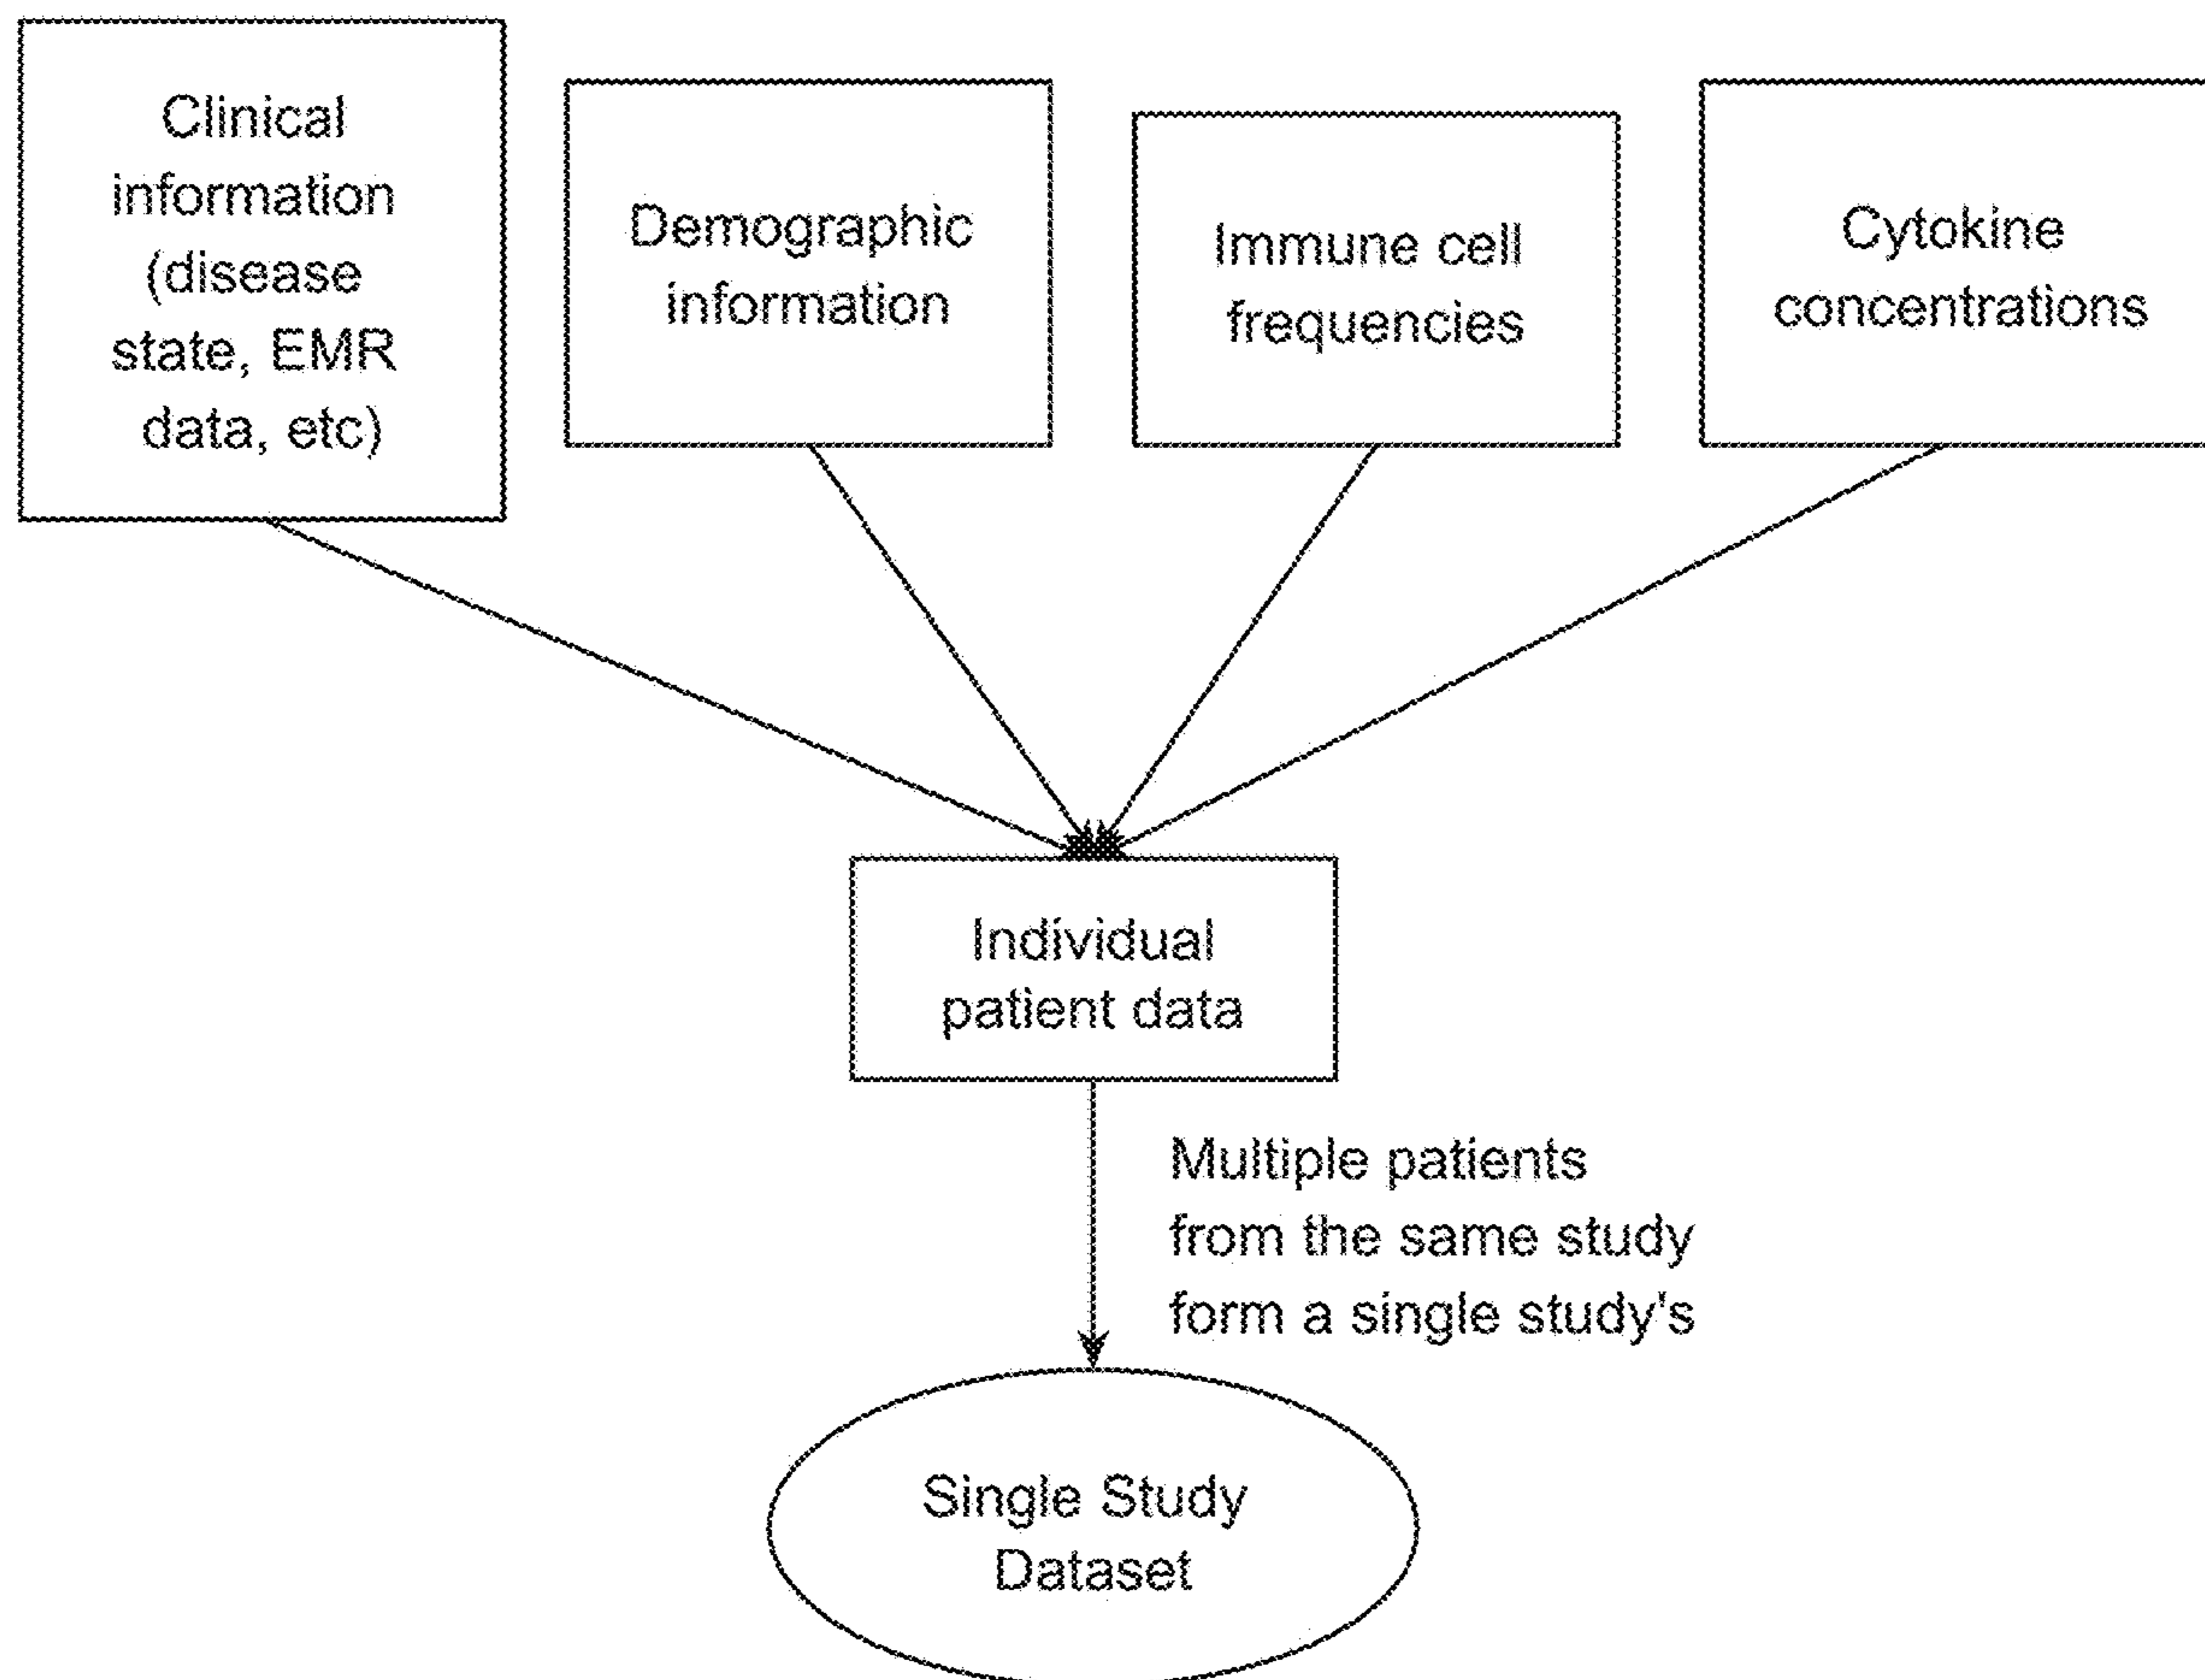 Clinical
information
(disease
state, EMR
data, etc)
Demographic
information
Immune cell
frequencies
Cytokine
concentrations
Individual
patient data
Multiple patients
from the same study
form a single study's
Single Study
Dataset